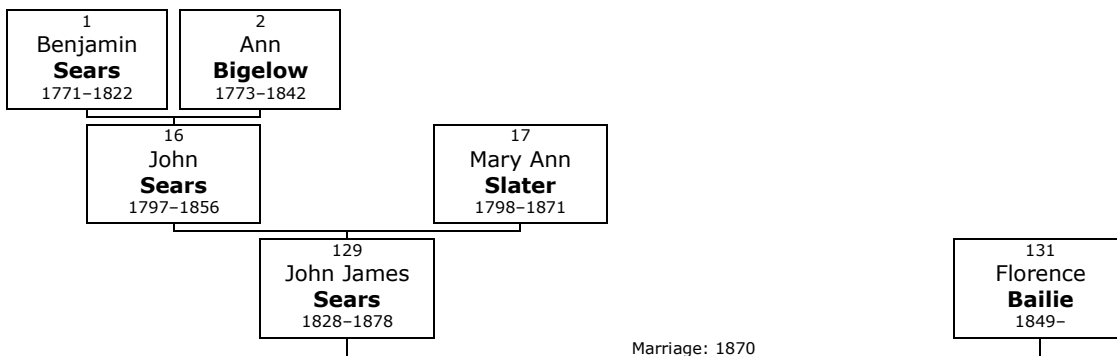 1
Benjamin
Sears
1771–1822
2
Ann
Bigelow
1773–1842
16
John
Sears
1797–1856
17
Mary Ann
Slater
1798–1871
129
John James
Sears
1828–1878
131
Florence
Bailie
1849–
Marriage: 1870